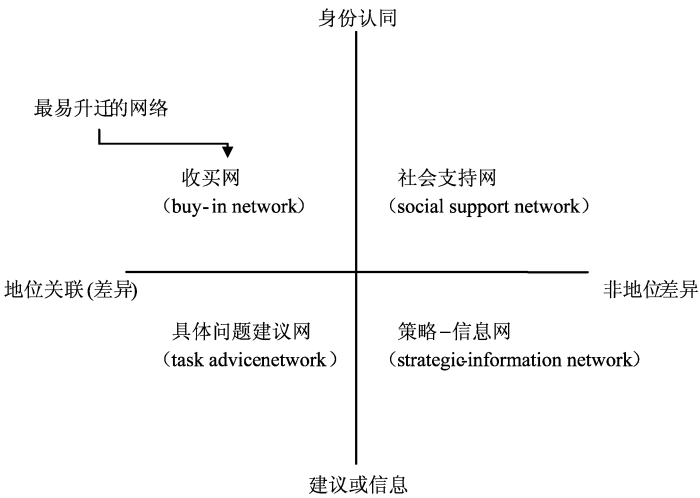 身份认同
最易升迁的网络
收买网
（buy-in network）
社会支持网
（social support network）
地位关联(差异)
非地位差异
具体问题建议网
（task advicenetwork）
策略–信息网
（strategic-information network）
建议或信息